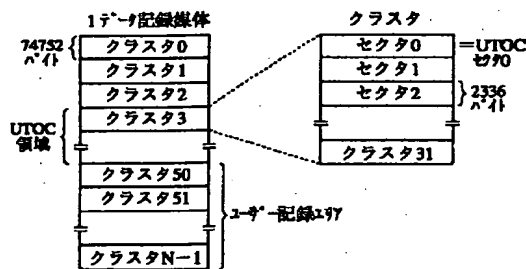 1データ記録媒体
74752
バイト
クラスタ0
クラスタ1
クラスタ2
クラスタ3
UTOC
領域
クラスタ50
クラスタ51
ユーザー記録エリア
クラスタN-1
クラスタ
セクタ0
=UTOC
セクタ0
セクタ1
セクタ2
2336
バイト
クラスタ31